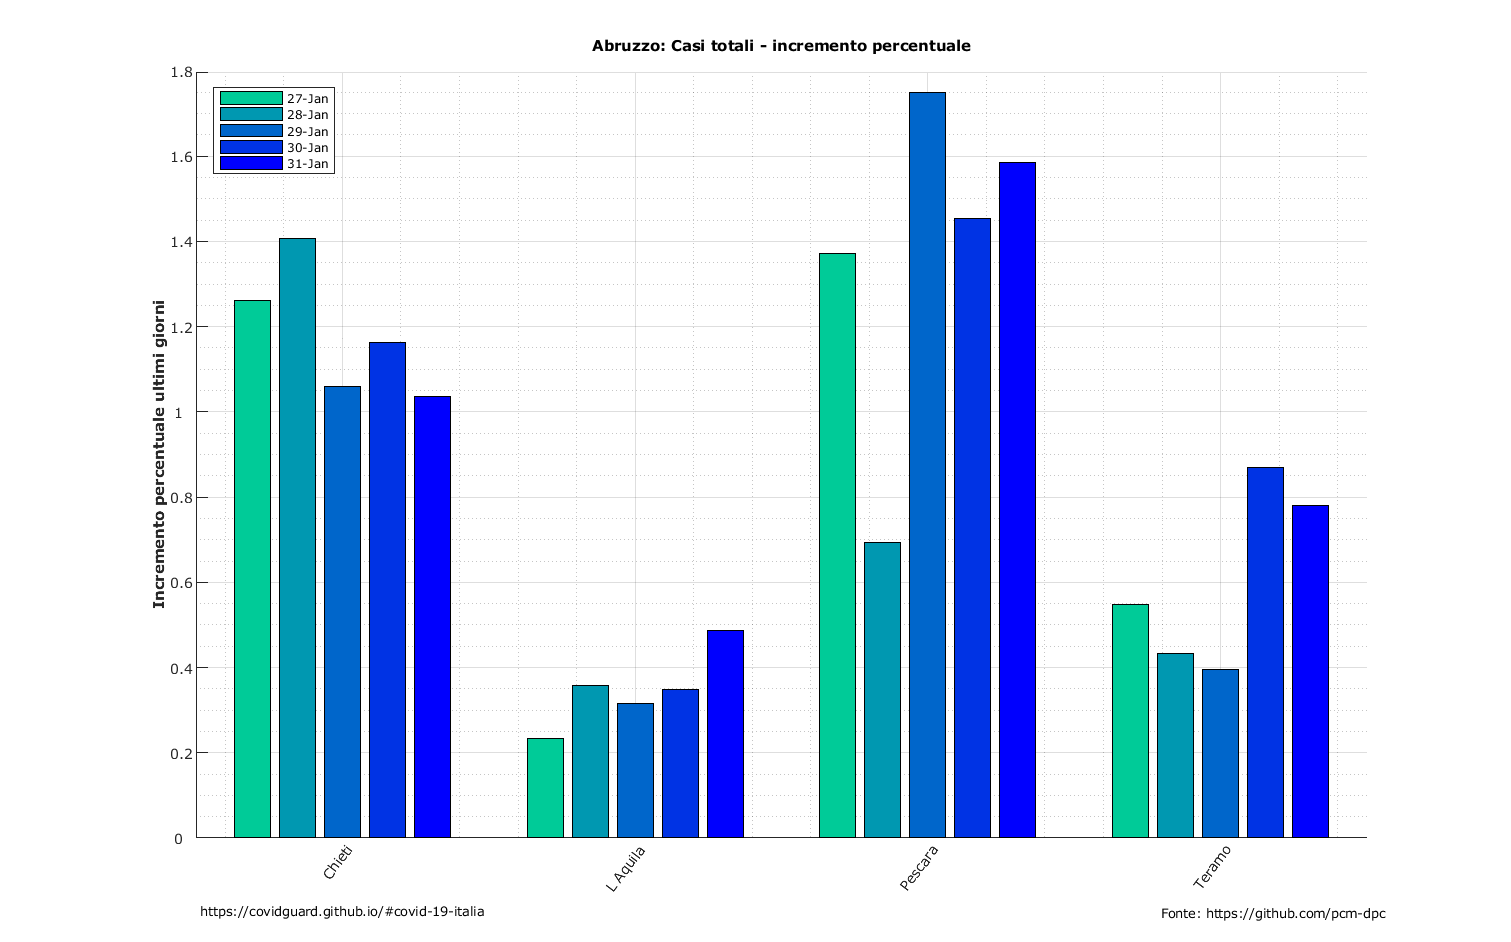 Abruzzo: Casi totali - incremento percentuale
1.8
1.6
1.4
1.2
1
0.8
0.6
0.4
0.2
0
Incremento percentuale ultimi giorni
27-Jan
28-Jan
29-Jan
30-Jan
31-Jan
Chieti
L Aquila
Pescara
Teramo
https://covidguard.github.io/#covid-19-italia
Fonte: https://github.com/pcm-dpc